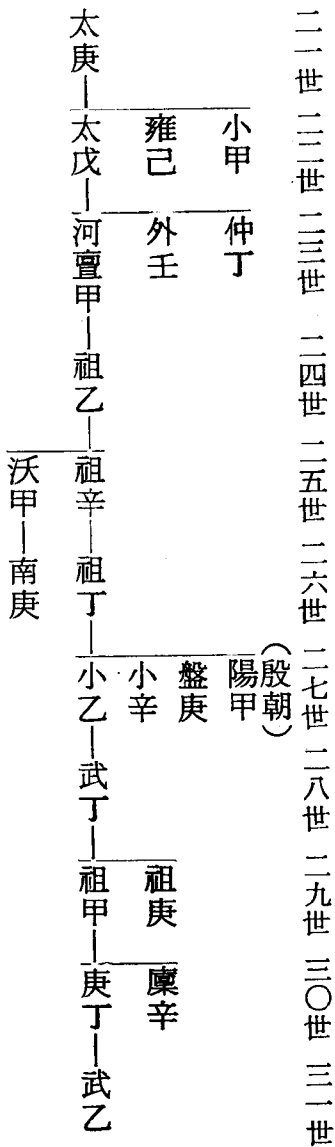 二一世 二二世 二三世 二四世 二五世 二六世 二七世 二八世 二九世 三〇世 三一世
（殷朝）
小甲 仲丁 陽甲
雍己 外壬 盤庚 祖庚 廩辛
小辛
太庚—太戊—河亶甲—祖乙—祖辛—祖丁—小乙—武丁—祖甲—庚丁—武乙
沃甲—南庚